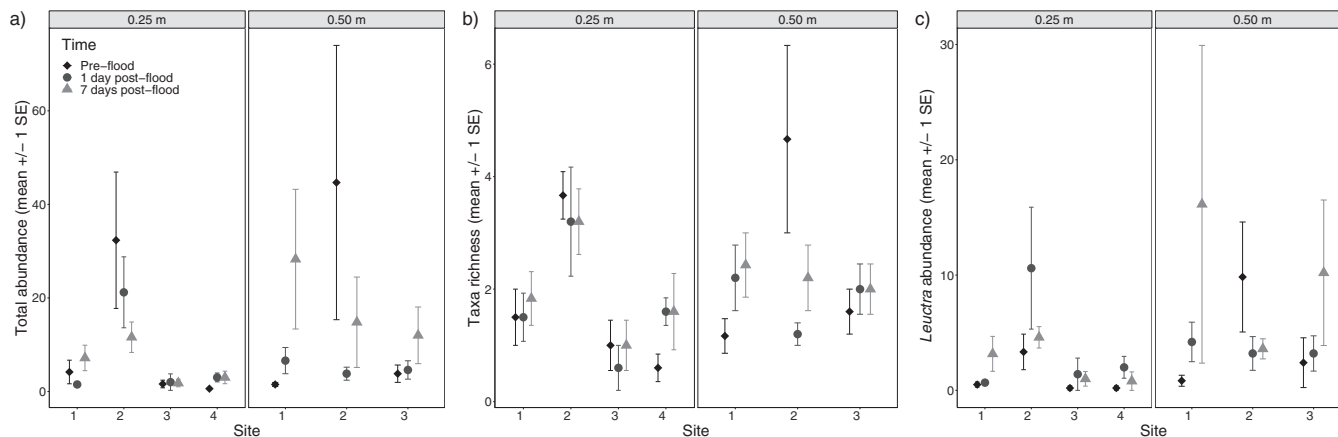 a)
0.25 m
0.50 m
Time
Pre−flood
1 day post−flood
7 days post−flood
Total abundance (mean +/− 1 SE)
60
40
20
0
1 2 3 4
1 2 3
Site
b)
0.25 m
0.50 m
Taxa richness (mean +/− 1 SE)
6
4
2
0
1 2 3 4
1 2 3
Site
c)
0.25 m
0.50 m
Leuctra abundance (mean +/− 1 SE)
30
20
10
0
1 2 3 4
1 2 3
Site